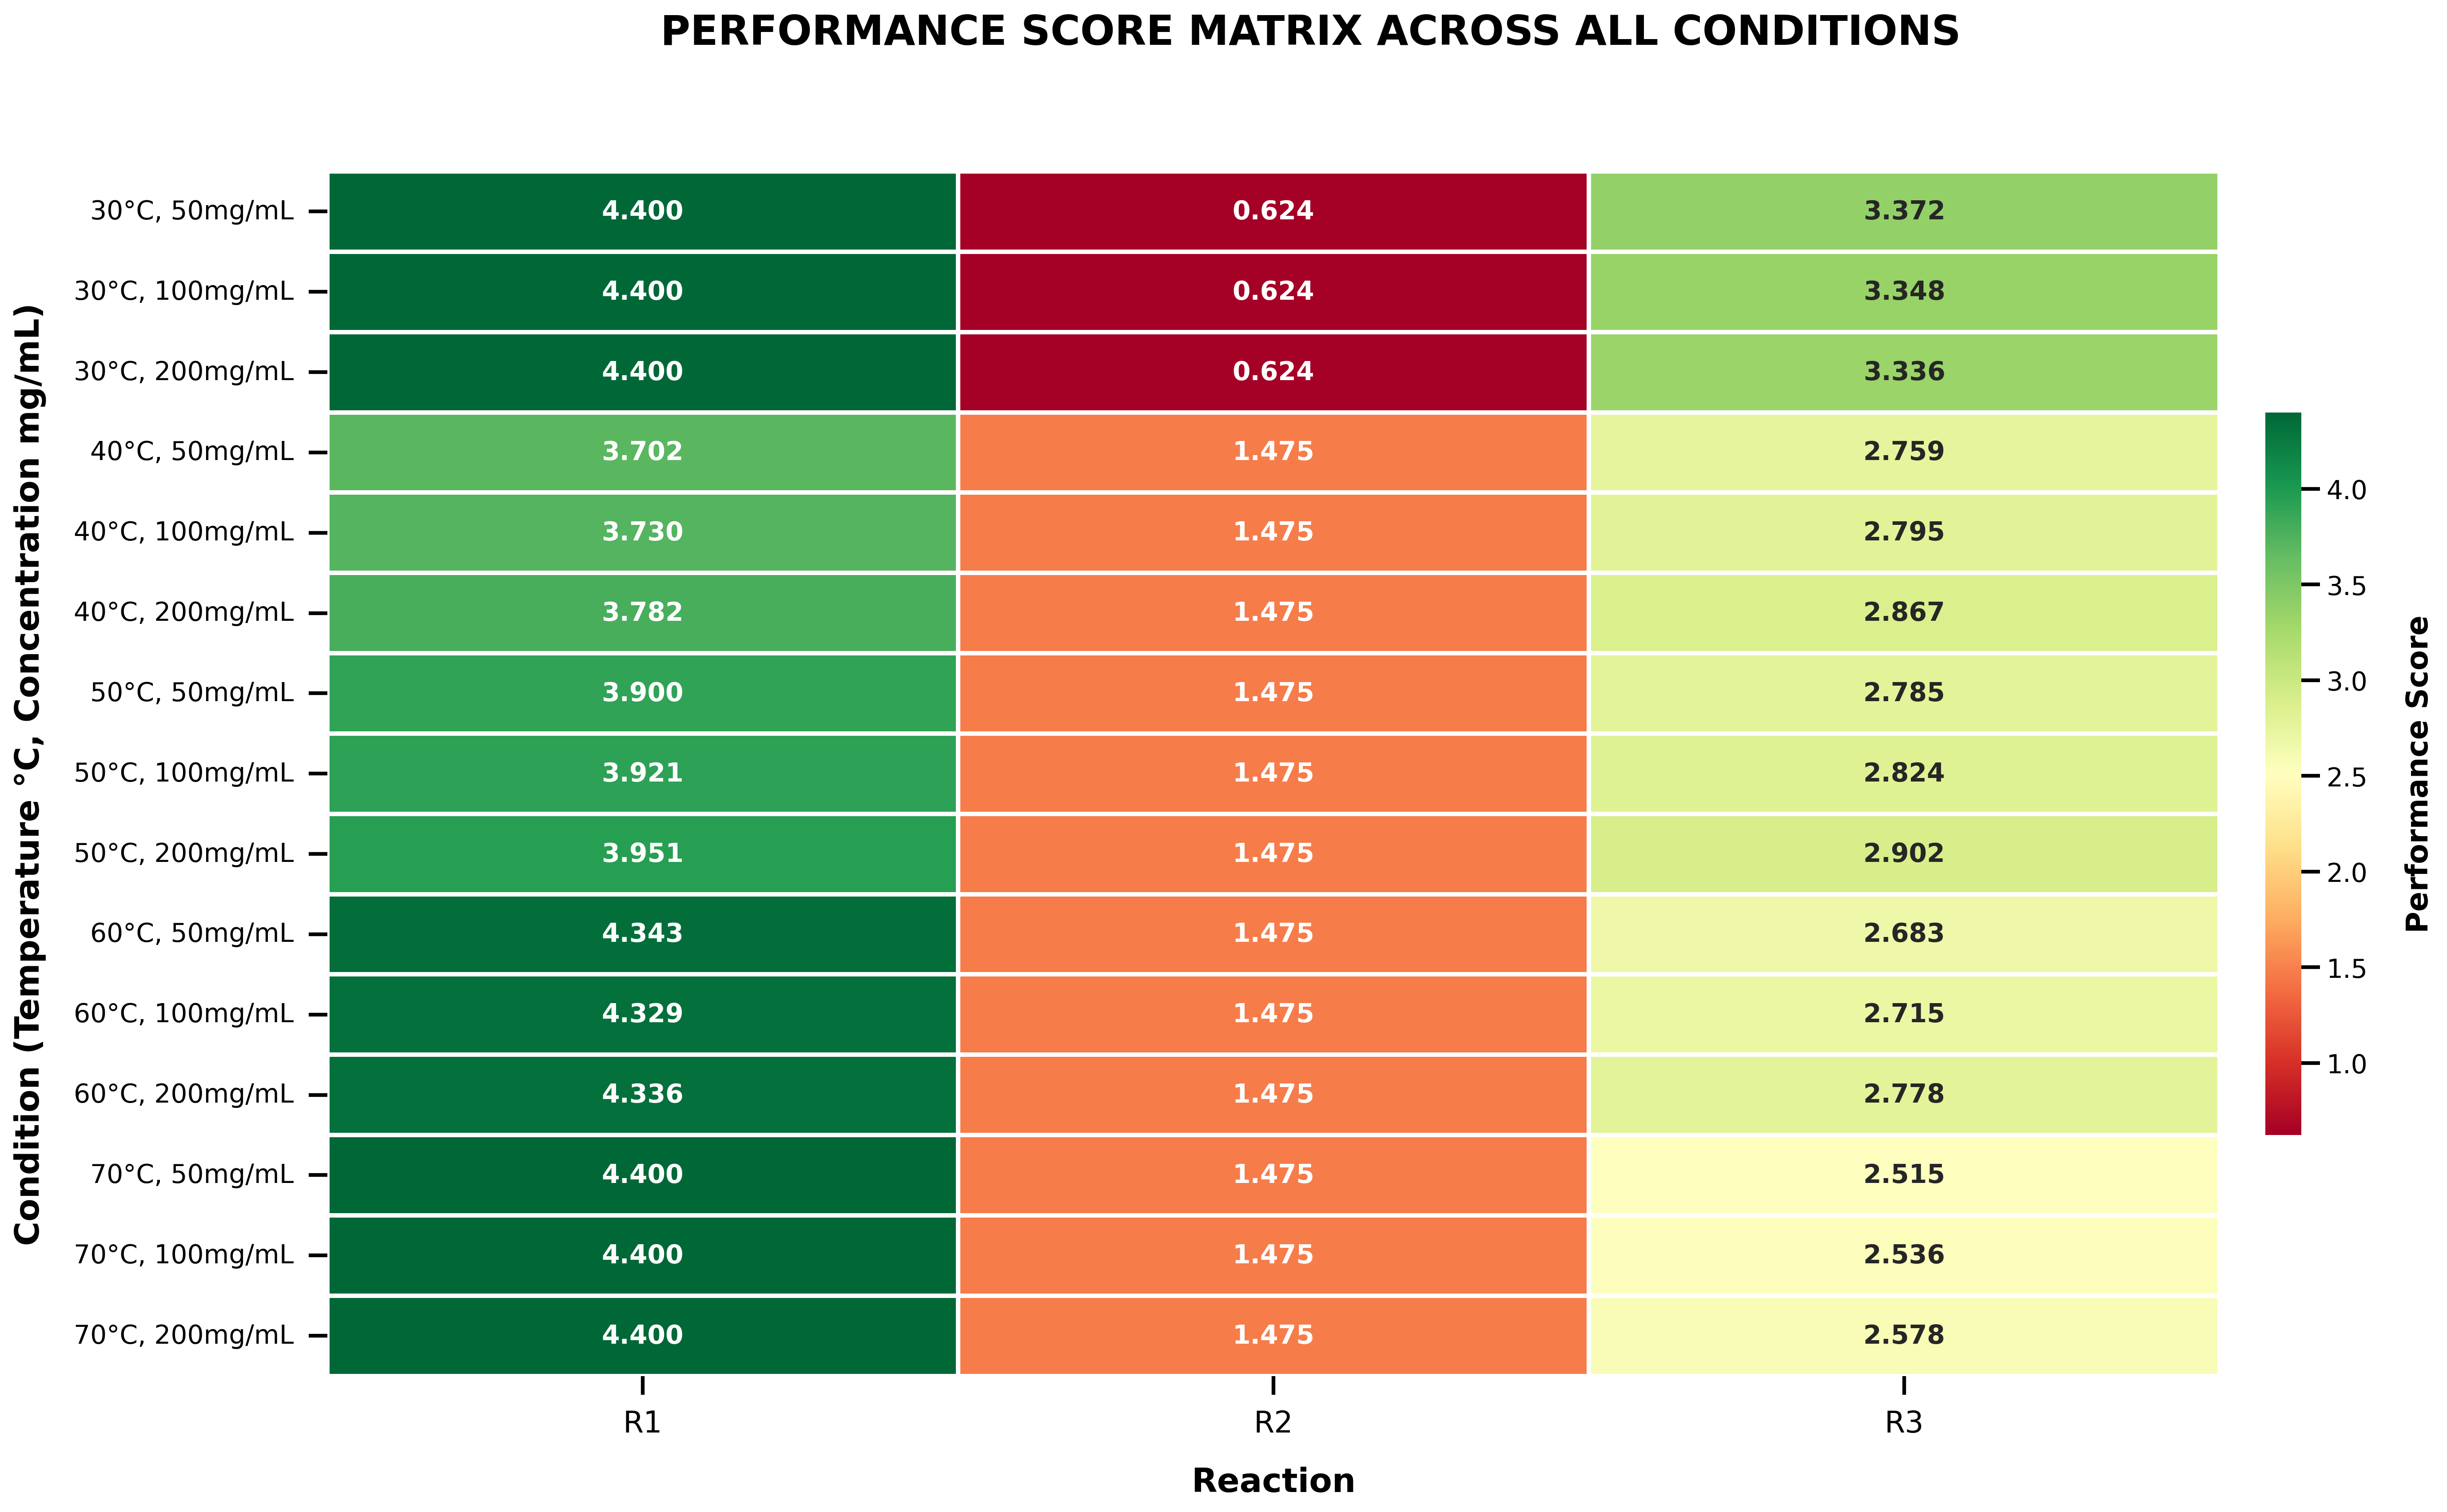 PERFORMANCE SCORE MATRIX ACROSS ALL CONDITIONS
Condition (Temperature °C, Concentration mg/mL)
30°C, 50mg/mL 4.400 0.624 3.372
30°C, 100mg/mL 4.400 0.624 3.348
30°C, 200mg/mL 4.400 0.624 3.336
40°C, 50mg/mL 3.702 1.475 2.759
40°C, 100mg/mL 3.730 1.475 2.795
40°C, 200mg/mL 3.782 1.475 2.867
50°C, 50mg/mL 3.900 1.475 2.785
50°C, 100mg/mL 3.921 1.475 2.824
50°C, 200mg/mL 3.951 1.475 2.902
60°C, 50mg/mL 4.343 1.475 2.683
60°C, 100mg/mL 4.329 1.475 2.715
60°C, 200mg/mL 4.336 1.475 2.778
70°C, 50mg/mL 4.400 1.475 2.515
70°C, 100mg/mL 4.400 1.475 2.536
70°C, 200mg/mL 4.400 1.475 2.578
R1 R2 R3
Reaction
4.0
3.5
3.0
2.5
2.0
1.5
1.0
Performance Score